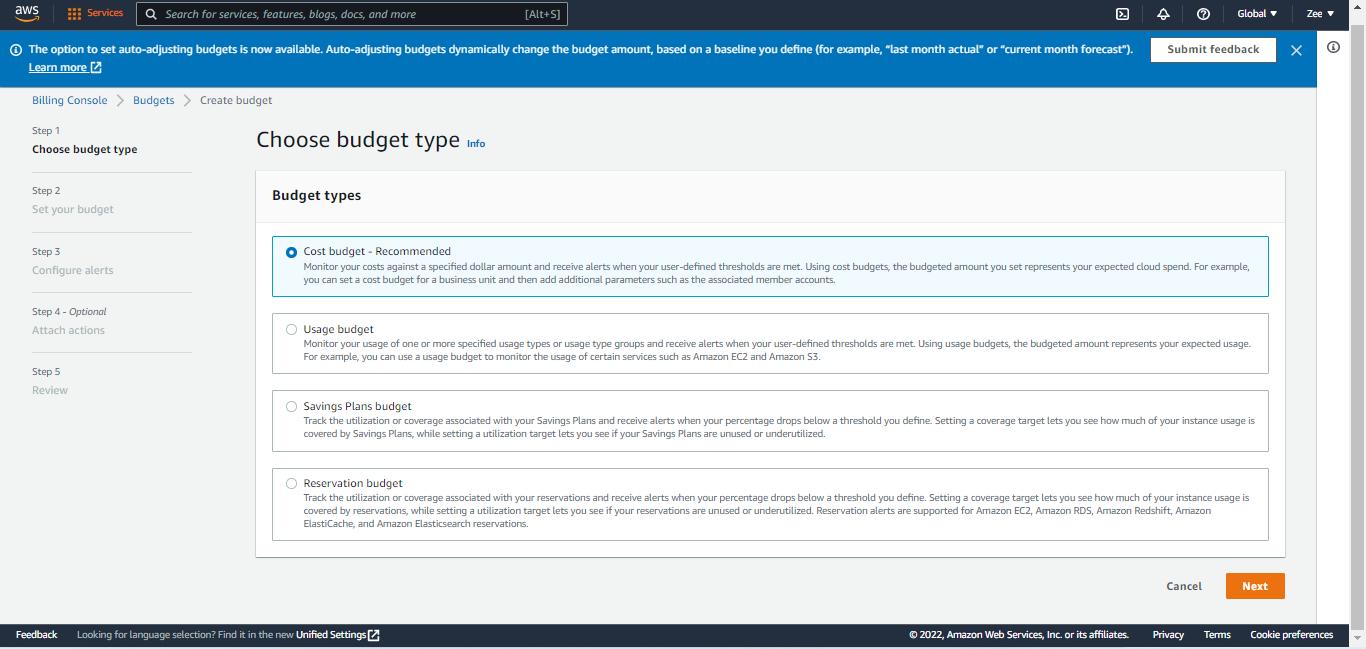 aws
Services
Search for services, features, blogs, docs, and more
[Alt+S]
Global ▼
Zee ▼
The option to set auto-adjusting budgets is now available. Auto-adjusting budgets dynamically change the budget amount, based on a baseline you define (for example, “last month actual” or “current month forecast”).
Learn more
Submit feedback
Billing Console > Budgets > Create budget
Step 1
Choose budget type
Step 2
Set your budget
Step 3
Configure alerts
Step 4 - Optional
Attach actions
Step 5
Review
Choose budget type Info
Budget types
Cost budget - Recommended
Monitor your costs against a specified dollar amount and receive alerts when your user-defined thresholds are met. Using cost budgets, the budgeted amount you set represents your expected cloud spend. For example,
you can set a cost budget for a business unit and then add additional parameters such as the associated member accounts.
Usage budget
Monitor your usage of one or more specified usage types or usage type groups and receive alerts when your user-defined thresholds are met. Using usage budgets, the budgeted amount represents your expected usage.
For example, you can use a usage budget to monitor the usage of certain services such as Amazon EC2 and Amazon S3.
Savings Plans budget
Track the utilization or coverage associated with your Savings Plans and receive alerts when your percentage drops below a threshold you define. Setting a coverage target lets you see how much of your instance usage is
covered by Savings Plans, while setting a utilization target lets you see if your Savings Plans are unused or underutilized.
Reservation budget
Track the utilization or coverage associated with your reservations and receive alerts when your percentage drops below a threshold you define. Setting a coverage target lets you see how much of your instance usage is
covered by reservations, while setting a utilization target lets you see if your reservations are unused or underutilized. Reservation alerts are supported for Amazon EC2, Amazon RDS, Amazon Redshift, Amazon
ElastiCache, and Amazon Elasticsearch reservations.
Cancel
Next
Feedback
Looking for language selection? Find it in the new Unified Settings
© 2022, Amazon Web Services, Inc. or its affiliates.
Privacy
Terms
Cookie preferences